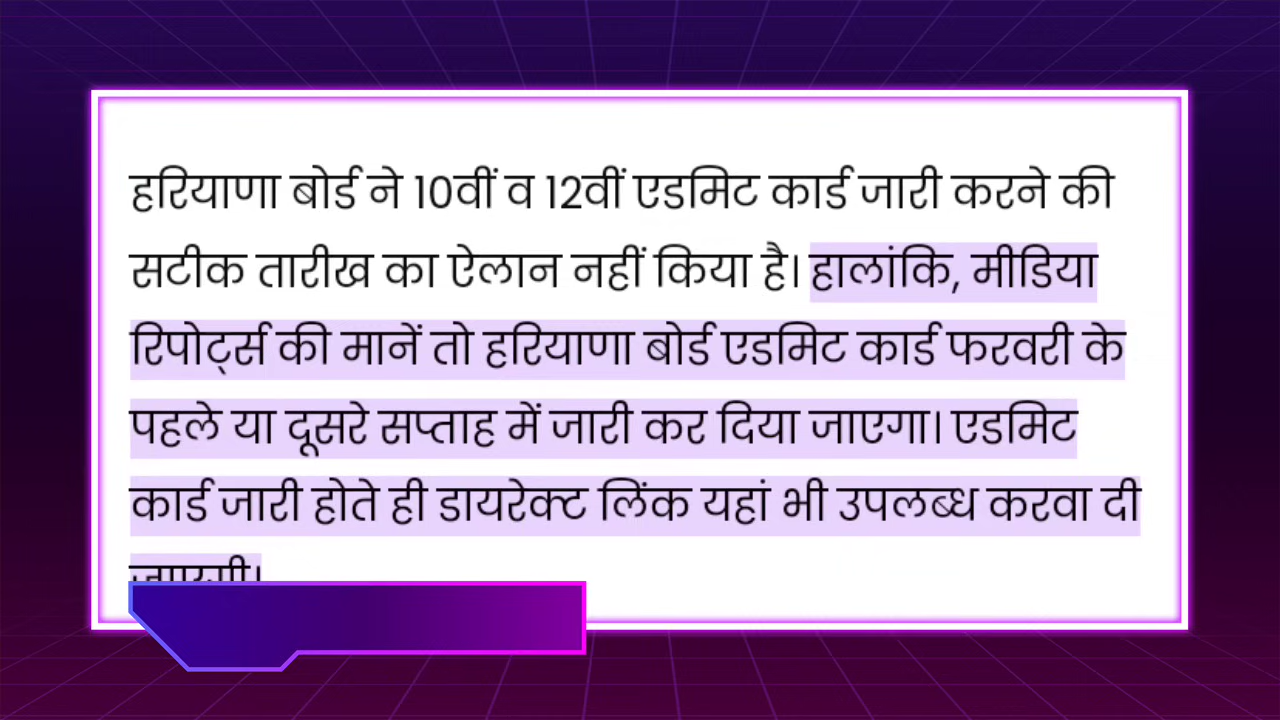 हरियाणा बोर्ड ने 10वीं व 12वीं एडमिट कार्ड जारी करने की
सटीक तारीख का ऐलान नहीं किया है। हालांकि, मीडिया
रिपोर्ट्स की मानें तो हरियाणा बोर्ड एडमिट कार्ड फरवरी के
पहले या दूसरे सप्ताह में जारी कर दिया जाएगा। एडमिट
कार्ड जारी होते ही डायरेक्ट लिंक यहां भी उपलब्ध करवा दी